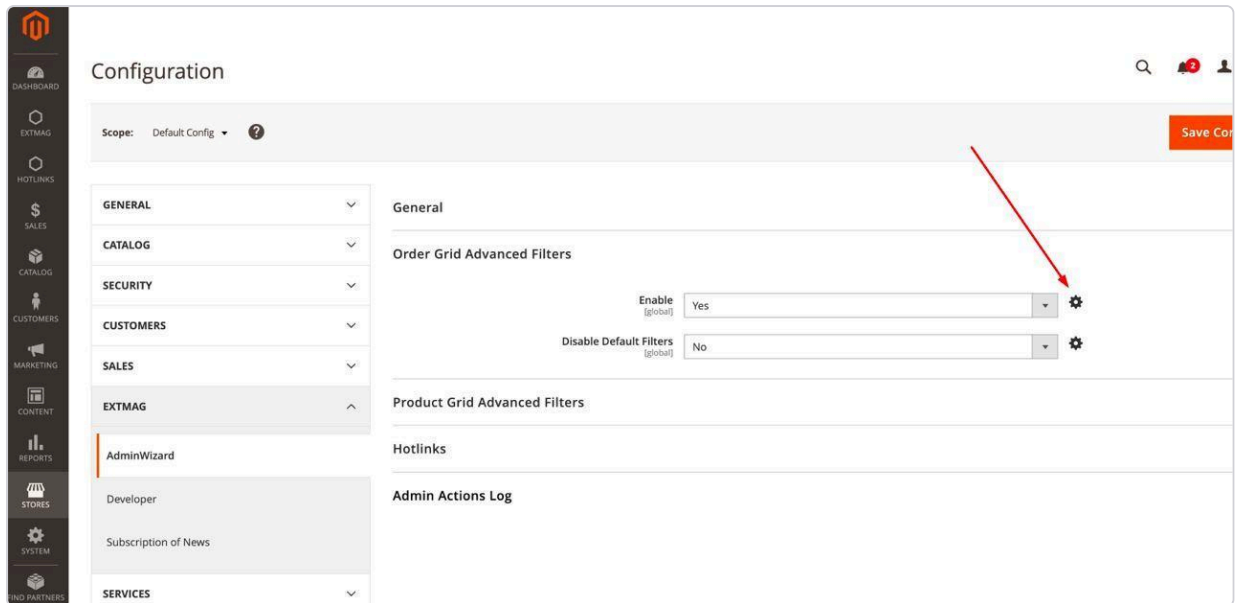 DASHBOARD
EXTMAG
HOTLINKS
SALES
CATALOG
CUSTOMERS
MARKETING
CONTENT
REPORTS
STORES
SYSTEM
FIND PARTNERS
Configuration
2
Scope: Default Config ?
Save Con
GENERAL
CATALOG
SECURITY
CUSTOMERS
SALES
EXTMAG
AdminWizard
Developer
Subscription of News
SERVICES
General
Order Grid Advanced Filters
Enable Yes
[global]
Disable Default Filters No
[global]
Product Grid Advanced Filters
Hotlinks
Admin Actions Log